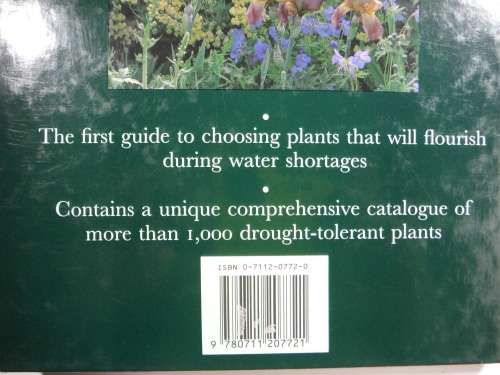 The first guide to choosing plants that will flourish
during water shortages
Contains a unique comprehensive catalogue of
more than 1,000 drought-tolerant plants
ISBN 0-7112-0772-0
9 780711 207721